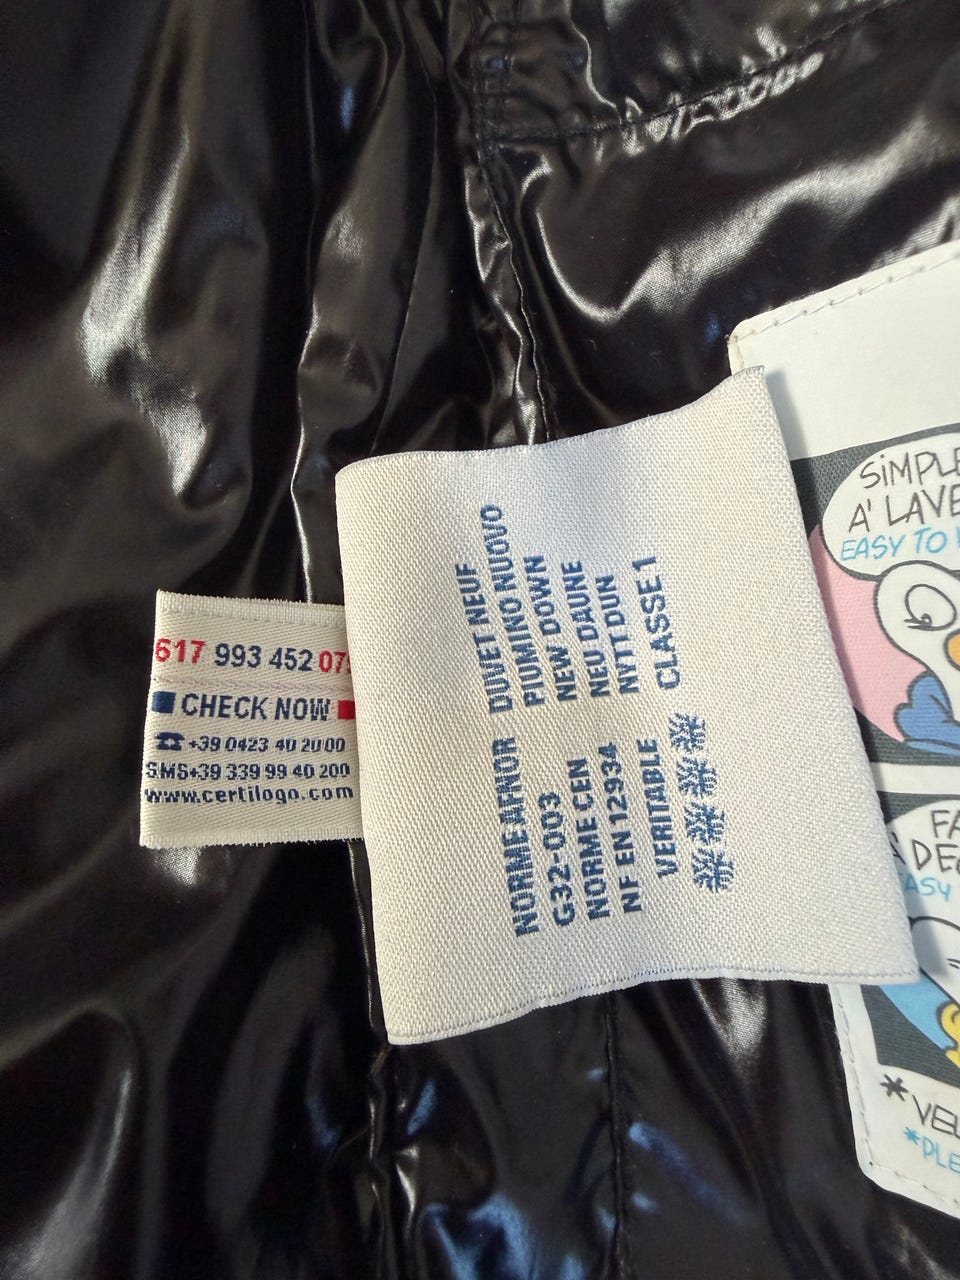 617 993 452 079
CHECK NOW
☎ +39 0423 40 20 00
SMS+39 339 99 40 200
www.certilogo.com
NORME AFNOR DUVET NEUF
G32-003 PIUMINO NUOVO
NORME CEN NEW DOWN
NF EN 12934 NEU DAUNE
NYTT DUN
VERITABLE CLASSE 1
SiMPLE
A' LAVE
EASY TO
FA
DEC
EASY
* VEL
*PLE